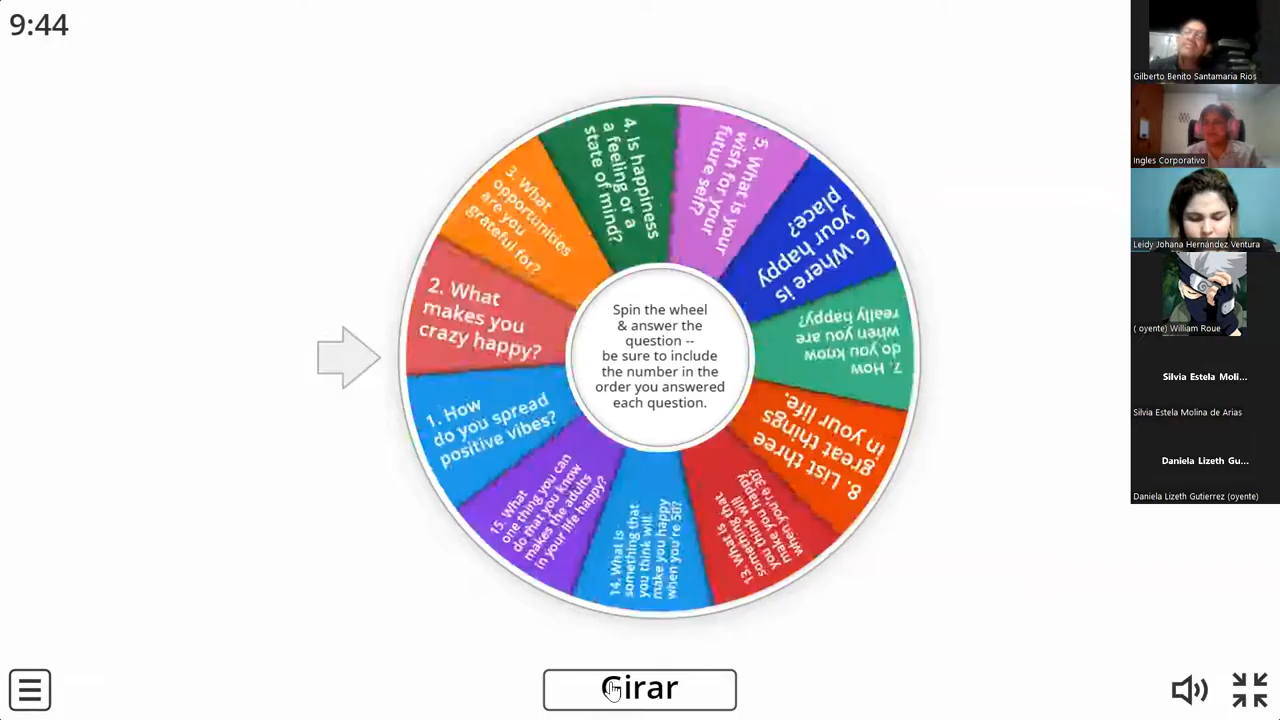 9:44
4. Is happiness
a feeling or a
state of mind?
5. What is your
wish for your
future self?
6. Where is
your happy
place?
7. How
do you know
when you are
really happy?
8. List three
great things
in your life.
13. What is
something that
you think will
make you happy
when you're 30?
14. What is
something that
you think will
make you happy
when you're 50?
15. What
one thing you can
do that you know
makes the adults
in your life happy?
1. How
do you spread
positive vibes?
2. What
makes you
crazy happy?
3. What
opportunities
are you
grateful for?
Spin the wheel
& answer the
question --
be sure to include
the number in the
order you answered
each question.
Girar
Gilberto Benito Santamaria Rios
Ingles Corporativo
Leidy Johana Hernández Ventura
( oyente) William Roue
Silvia Estela Moli...
Silvia Estela Molina de Arias
Daniela Lizeth Gu...
Daniela Lizeth Gutierrez (oyente)